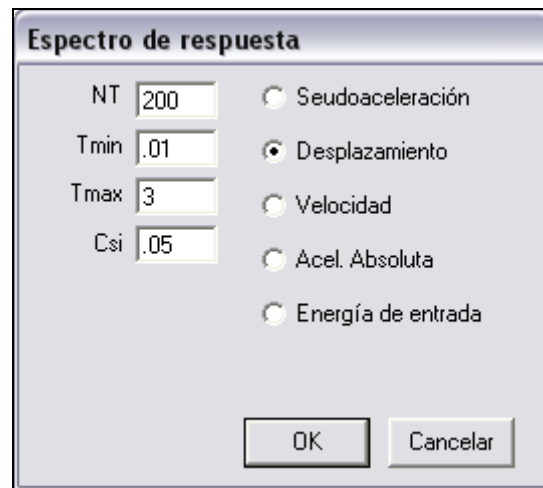 Espectro de respuesta
NT 200
Tmin .01
Tmax 3
Csi .05
Seudoaceleración
Desplazamiento
Velocidad
Acel. Absoluta
Energía de entrada
OK
Cancelar